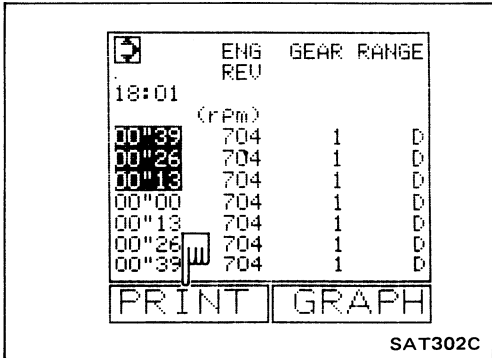 ENG GEAR RANGE
REV
18:01
(rpm)
00"39 704 1 D
00"26 704 1 D
00"13 704 1 D
00"00 704 1 D
00"13 704 1 D
00"26 704 1 D
00"39 704 1 D
PRINT GRAPH
SAT302C